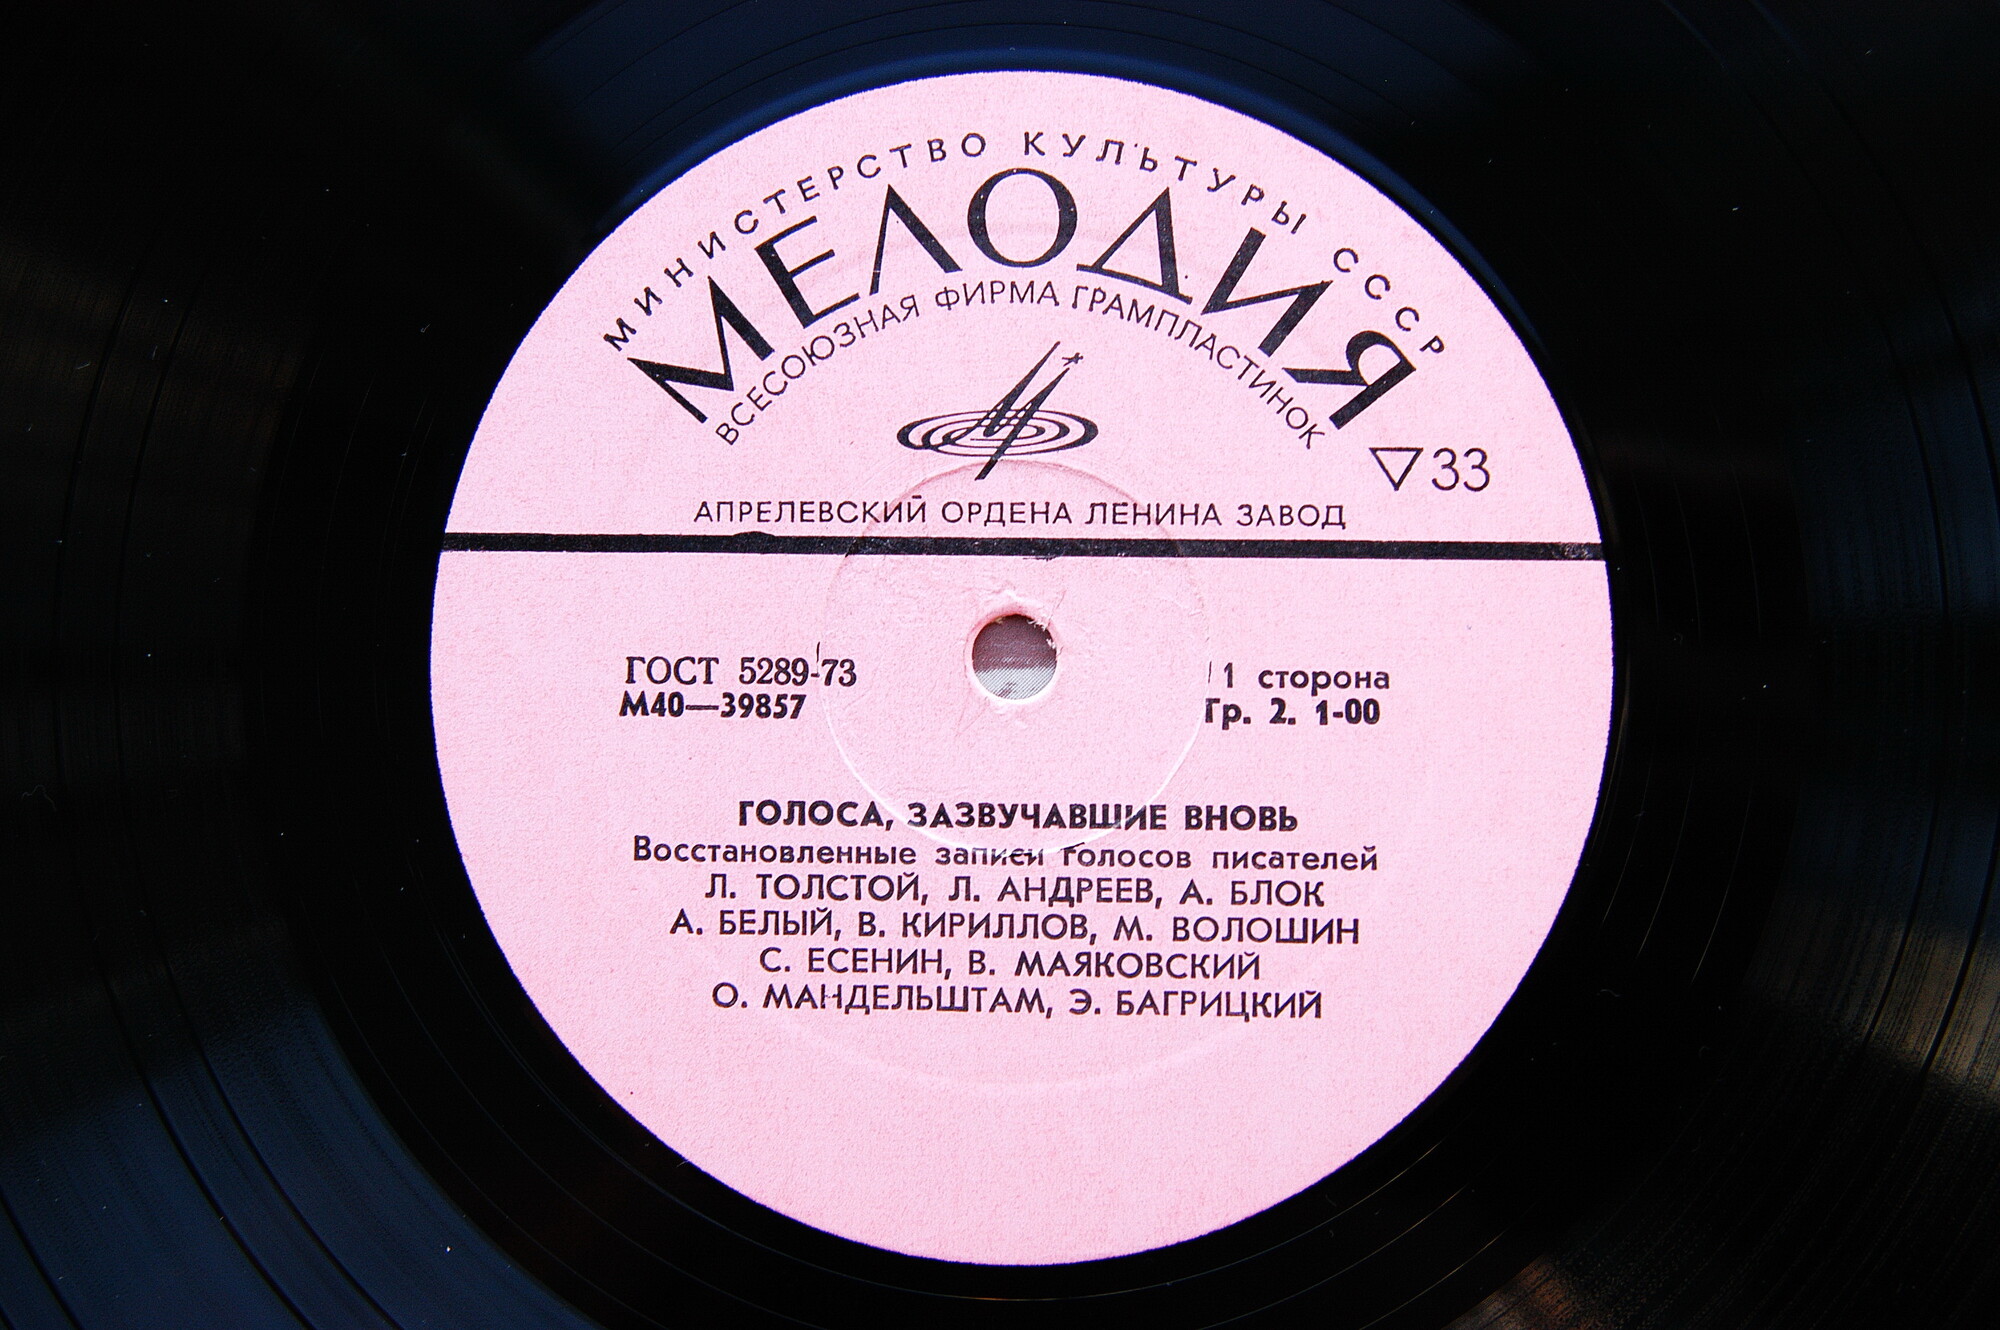 МИНИСТЕРСТВО КУЛЬТУРЫ СССР
МЕЛОДИЯ
ВСЕСОЮЗНАЯ ФИРМА ГРАМПЛАСТИНОК
▽33
АПРЕЛЕВСКИЙ ОРДЕНА ЛЕНИНА ЗАВОД
ГОСТ 5289-73
М40—39857
1 сторона
Гр. 2. 1-00
ГОЛОСА, ЗАЗВУЧАВШИЕ ВНОВЬ
Восстановленные записи голосов писателей
Л. ТОЛСТОЙ, Л. АНДРЕЕВ, А. БЛОК
А. БЕЛЫЙ, В. КИРИЛЛОВ, М. ВОЛОШИН
С. ЕСЕНИН, В. МАЯКОВСКИЙ
О. МАНДЕЛЬШТАМ, Э. БАГРИЦКИЙ